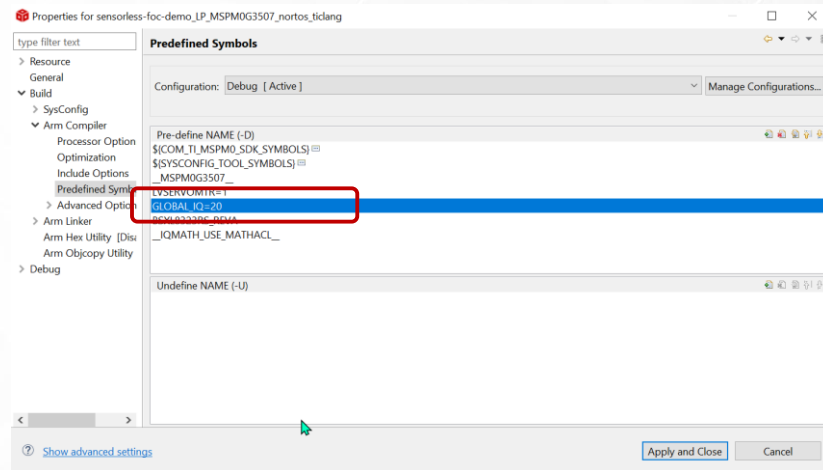 Properties for sensorless-foc-demo_LP_MSPM0G3507_nortos_ticlang
type filter text
Predefined Symbols
Resource
General
Build
SysConfig
Arm Compiler
Processor Option
Optimization
Include Options
Predefined Symb
Advanced Option
Arm Linker
Arm Hex Utility [Disa
Arm Objcopy Utility
Debug
Configuration: Debug [ Active ]
Manage Configurations...
Pre-define NAME (-D)
${COM_TI_MSPM0_SDK_SYMBOLS}
${SYSCONFIG_TOOL_SYMBOLS}
__MSPM0G3507__
LVSERVOMTR=1
GLOBAL_IQ=20
__IQMATH_USE_MATHACL__
Undefine NAME (-U)
Show advanced settings
Apply and Close
Cancel